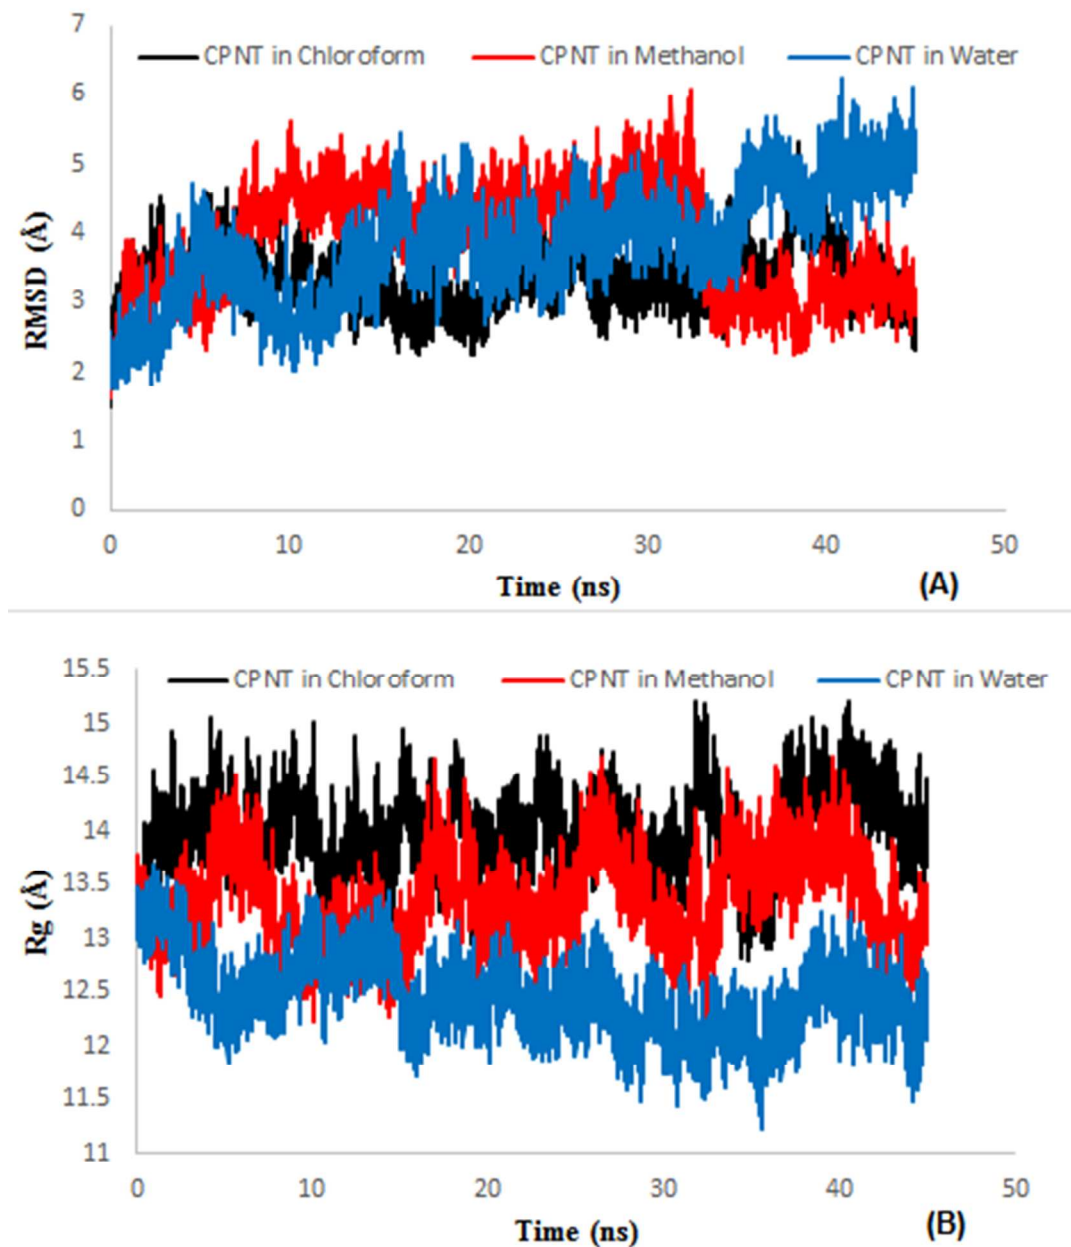 7
CPNT in Chloroform CPNT in Methanol CPNT in Water
6
5
4
3
2
1
0
RMSD (Å)
0 10 20 30 40 50
Time (ns) (A)
15.5
CPNT in Chloroform CPNT in Methanol CPNT in Water
15
14.5
14
13.5
13
12.5
12
11.5
11
Rg (Å)
0 10 20 30 40 50
Time (ns) (B)